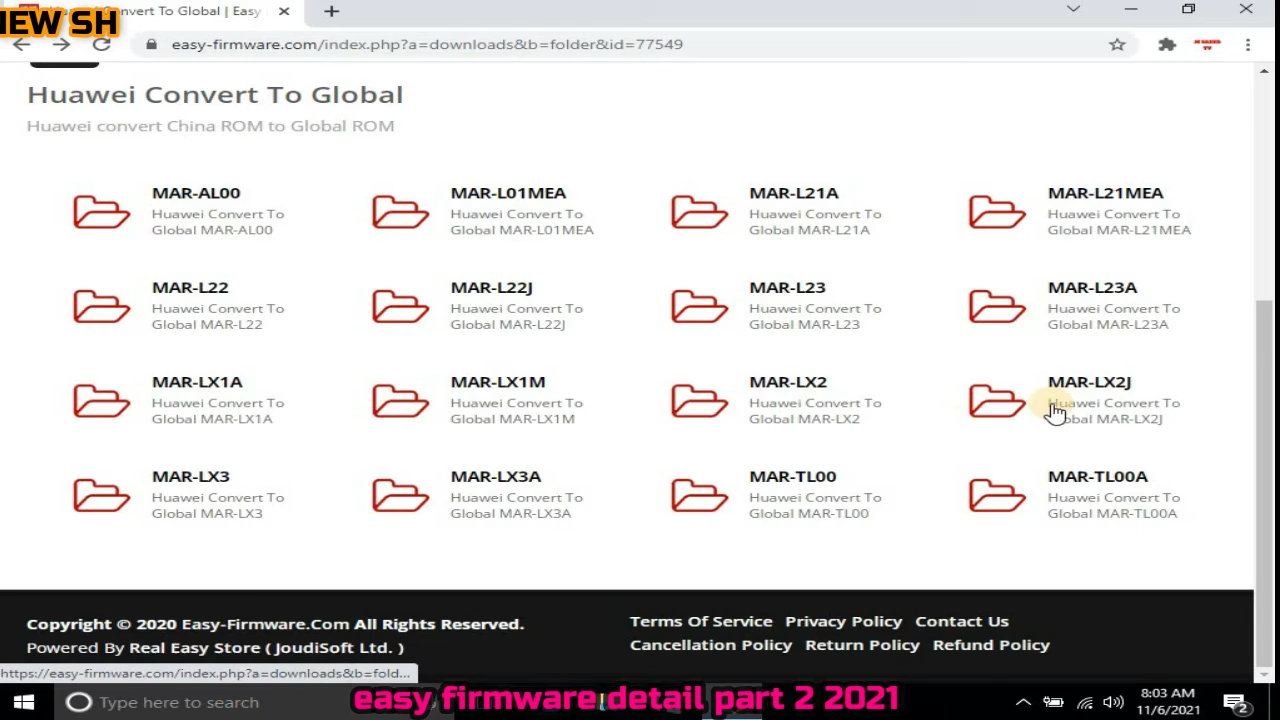 NEW SH
Convert To Global | Easy
easy-firmware.com/index.php?a=downloads&b=folder&id=77549
Huawei Convert To Global
Huawei convert China ROM to Global ROM
MAR-AL00
Huawei Convert To
Global MAR-AL00
MAR-L01MEA
Huawei Convert To
Global MAR-L01MEA
MAR-L21A
Huawei Convert To
Global MAR-L21A
MAR-L21MEA
Huawei Convert To
Global MAR-L21MEA
MAR-L22
Huawei Convert To
Global MAR-L22
MAR-L22J
Huawei Convert To
Global MAR-L22J
MAR-L23
Huawei Convert To
Global MAR-L23
MAR-L23A
Huawei Convert To
Global MAR-L23A
MAR-LX1A
Huawei Convert To
Global MAR-LX1A
MAR-LX1M
Huawei Convert To
Global MAR-LX1M
MAR-LX2
Huawei Convert To
Global MAR-LX2
MAR-LX2J
Huawei Convert To
Global MAR-LX2J
MAR-LX3
Huawei Convert To
Global MAR-LX3
MAR-LX3A
Huawei Convert To
Global MAR-LX3A
MAR-TL00
Huawei Convert To
Global MAR-TL00
MAR-TL00A
Huawei Convert To
Global MAR-TL00A
Copyright © 2020 Easy-Firmware.Com All Rights Reserved.
Powered By Real Easy Store ( JoudiSoft Ltd. )
Terms Of Service Privacy Policy Contact Us
Cancellation Policy Return Policy Refund Policy
https://easy-firmware.com/index.php?a=downloads&b=fold...
Type here to search
easy firmware detail part 2 2021
8:03 AM
11/6/2021
2